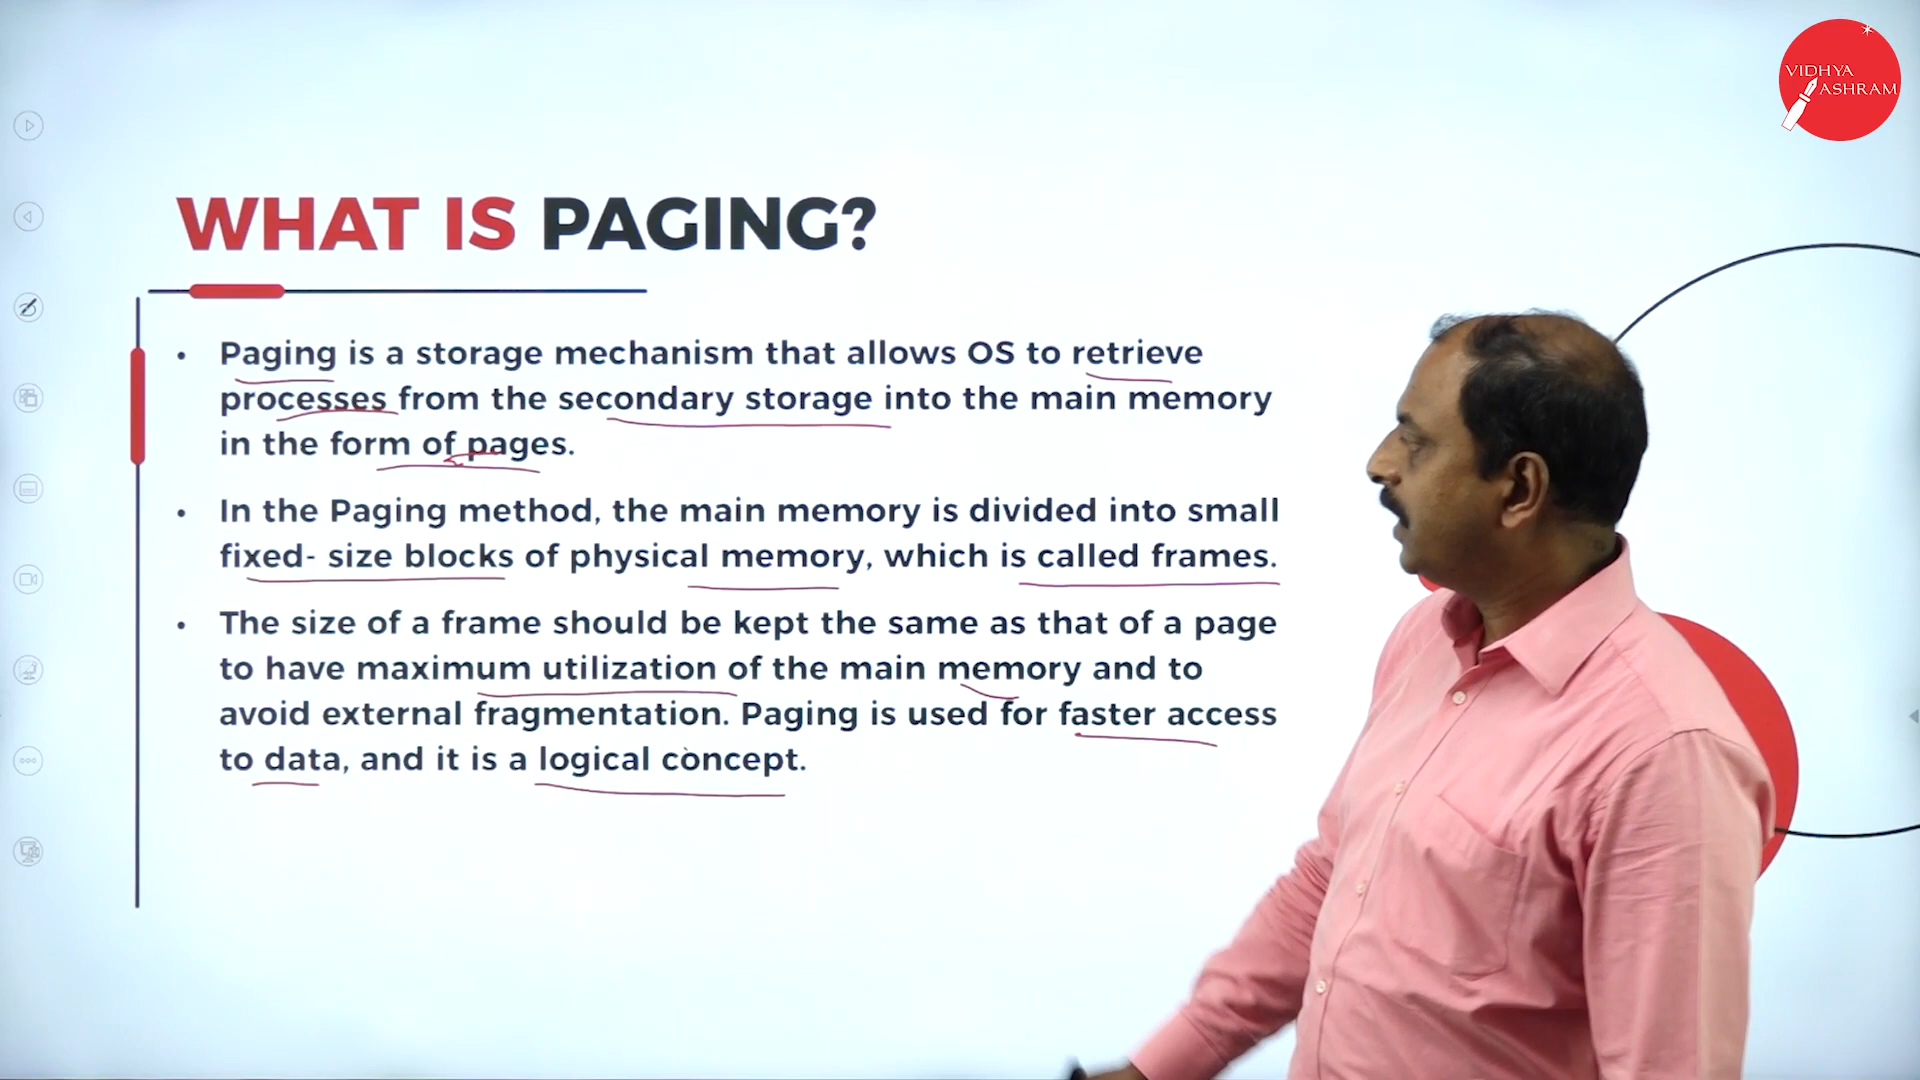 VIDHYA
ASHRAM
WHAT IS PAGING?
• Paging is a storage mechanism that allows OS to retrieve
processes from the secondary storage into the main memory
in the form of pages.
• In the Paging method, the main memory is divided into small
fixed- size blocks of physical memory, which is called frames.
• The size of a frame should be kept the same as that of a page
to have maximum utilization of the main memory and to
avoid external fragmentation. Paging is used for faster access
to data, and it is a logical concept.